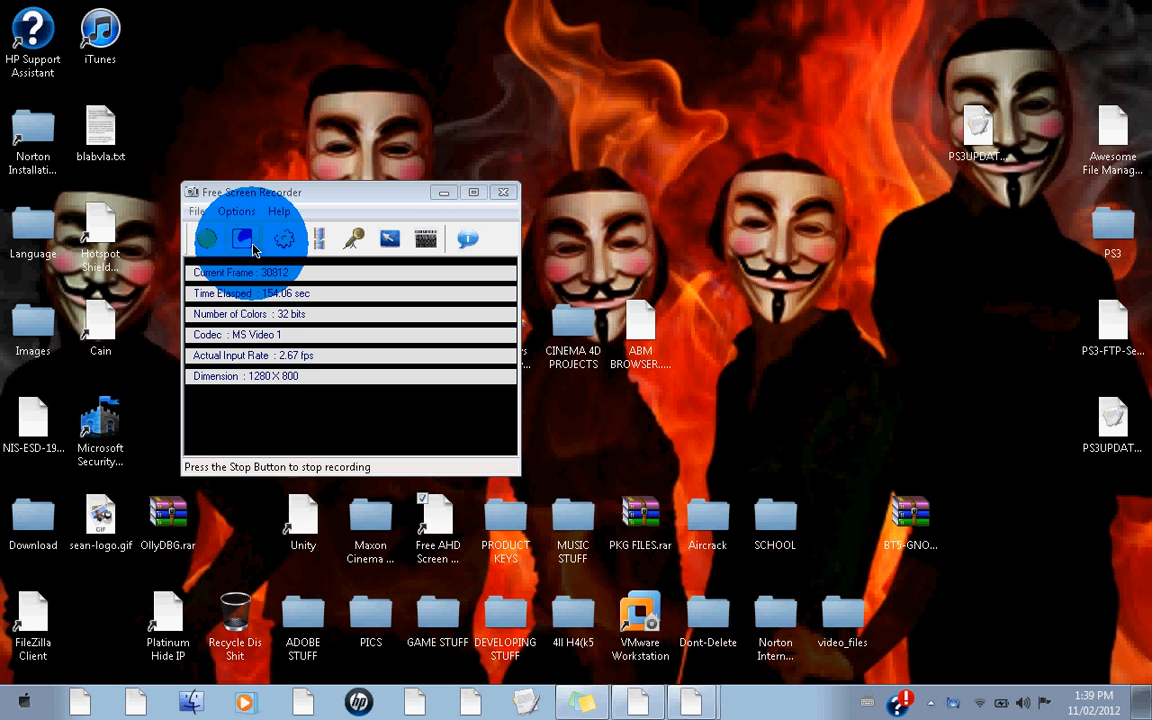 HP Support
Assistant
iTunes
Norton
Installati...
blabvla.txt
PS3UPDAT...
Awesome
File Manag...
Free Screen Recorder
File Options Help
Current Frame : 30812
Time Elasped : 154.06 sec
Number of Colors : 32 bits
Codec : MS Video 1
Actual Input Rate : 2.67 fps
Dimension : 1280 X 800
Press the Stop Button to stop recording
Language
Hotspot
Shield...
PS3
Images
Cain
CINEMA 4D
PROJECTS
ABM
BROWSER....
PS3-FTP-Se...
NIS-ESD-19...
Microsoft
Security...
PS3UPDAT...
Download
sean-logo.gif
GIF
OllyDBG.rar
Unity
Maxon
Cinema ...
Free AHD
Screen ...
PRODUCT
KEYS
MUSIC
STUFF
PKG FILES.rar
Aircrack
SCHOOL
BT5-GNO...
FileZilla
Client
Platinum
Hide IP
Recycle Dis
Shit
ADOBE
STUFF
PICS
GAME STUFF
DEVELOPING
STUFF
4ll H4(k5
VMware
Workstation
Dont-Delete
Norton
Intern...
video_files
hp
1:39 PM
11/02/2012